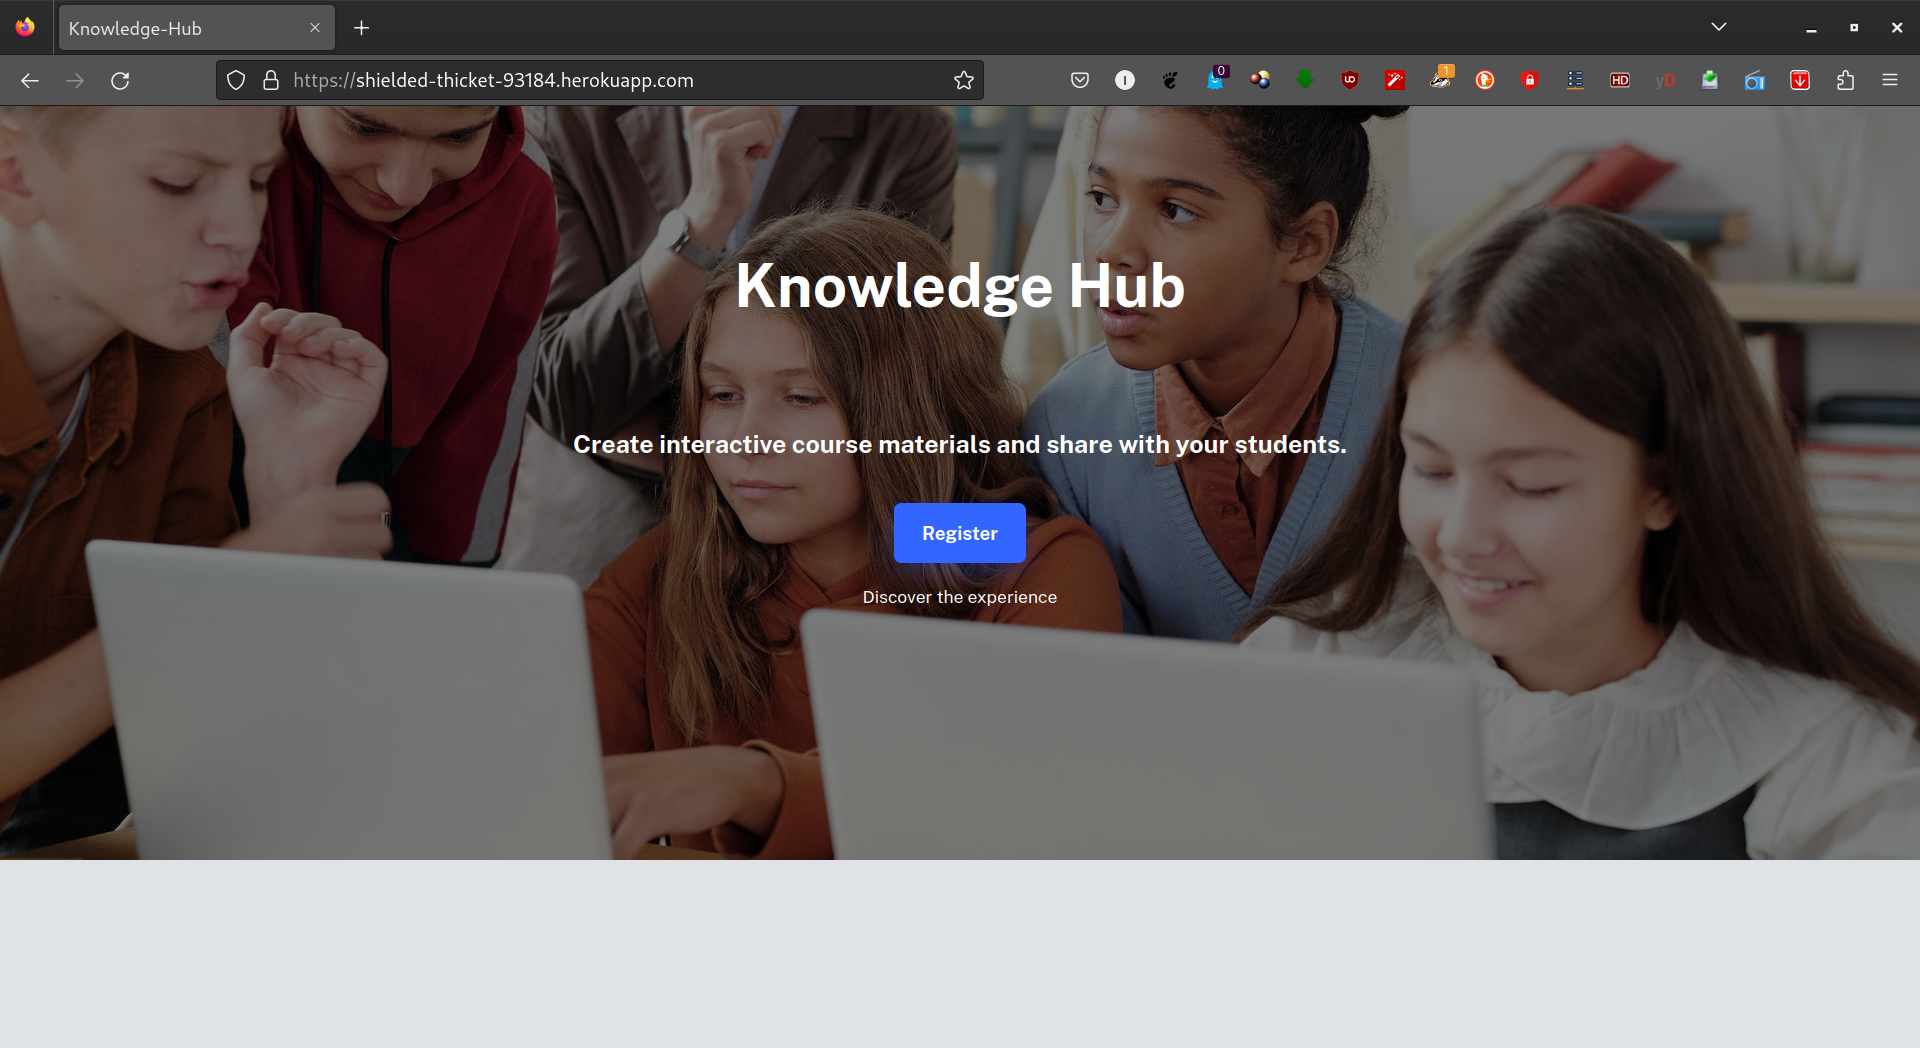 Knowledge-Hub
https://shielded-thicket-93184.herokuapp.com
0
1
HD
yD
Knowledge Hub
Create interactive course materials and share with your students.
Register
Discover the experience